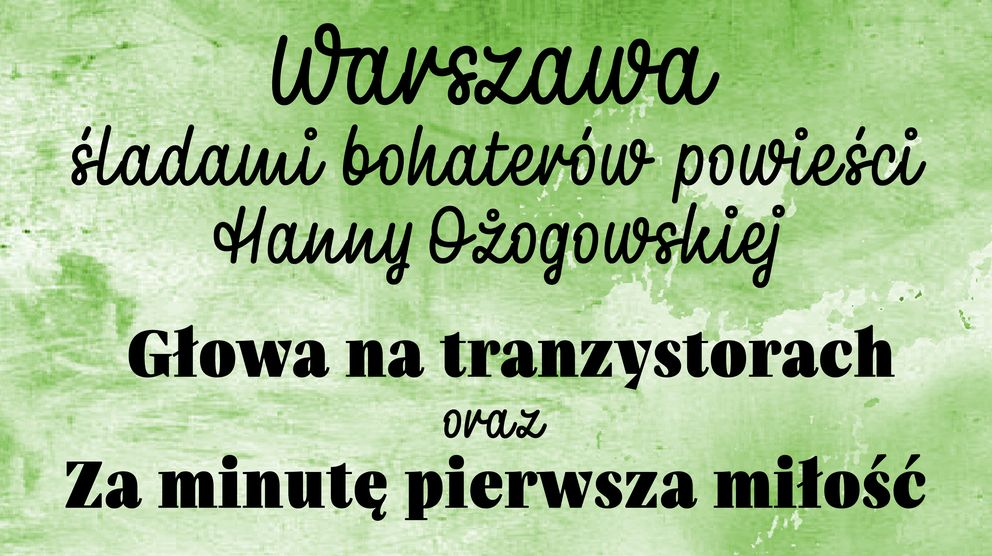 Warszawa
śladami bohaterów powieści
Hanny Ożogowskiej
Głowa na tranzystorach
oraz
Za minutę pierwsza miłość